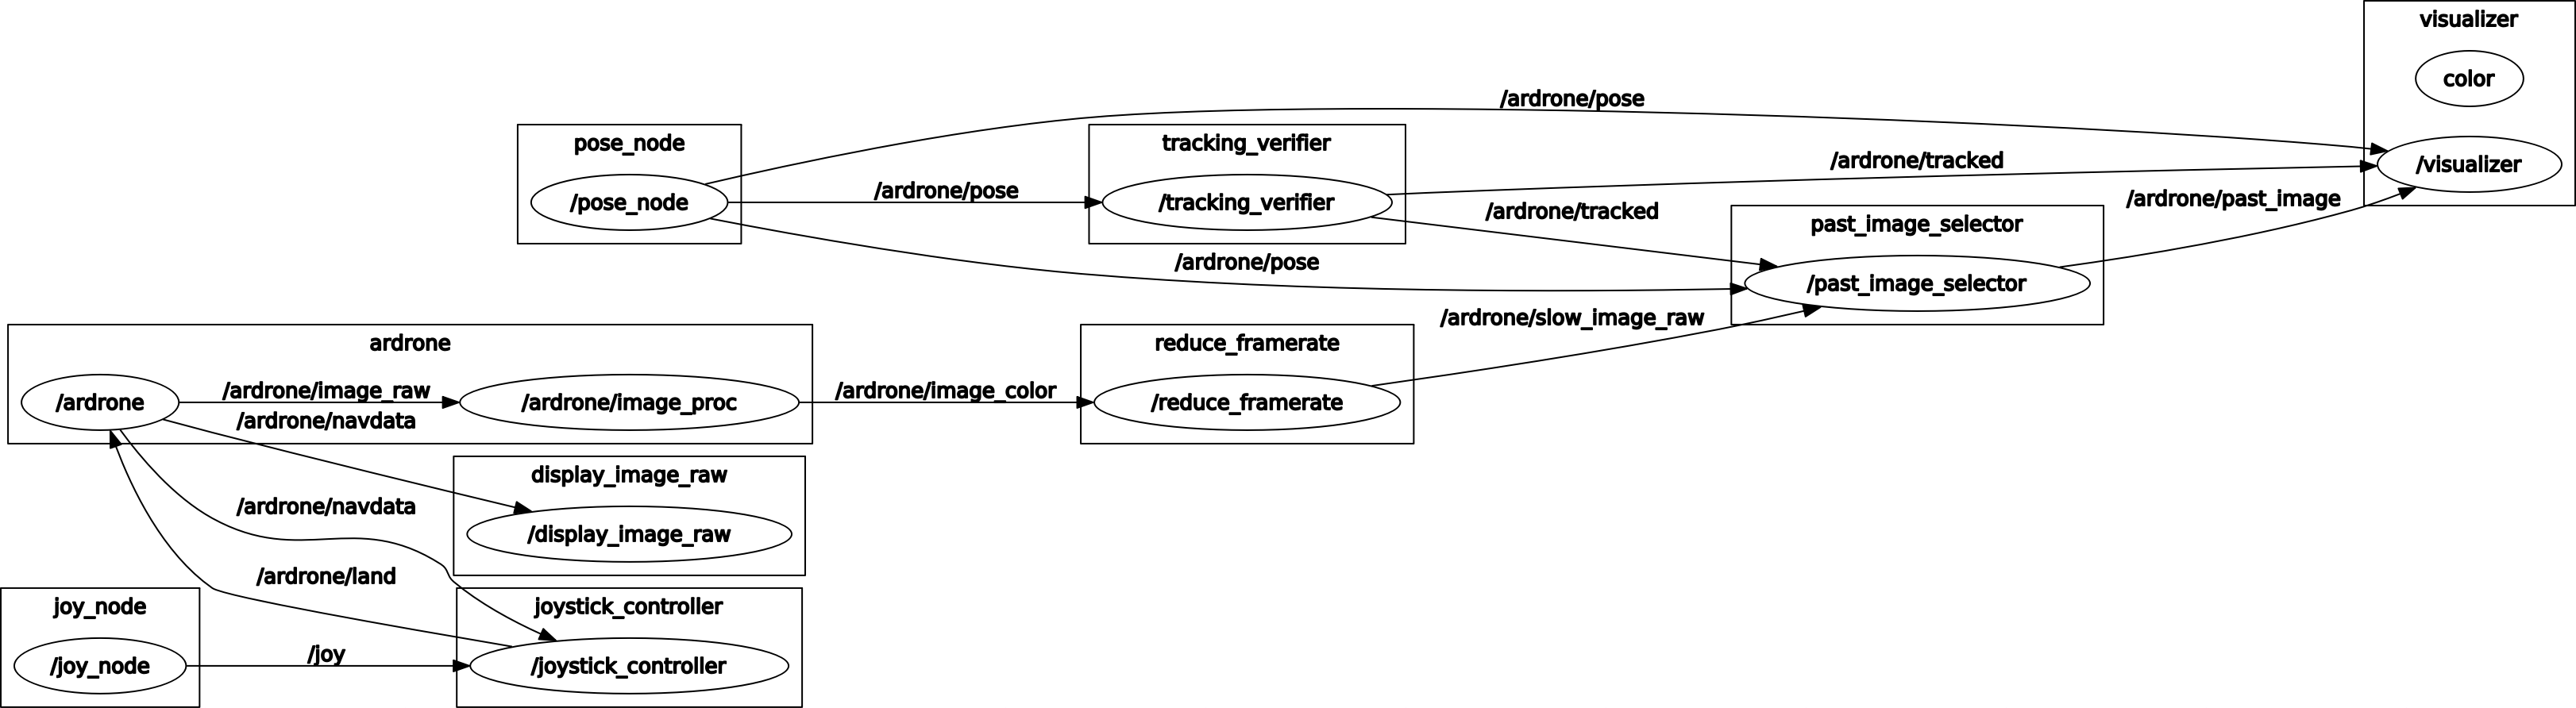 visualizer
color
/ardrone/pose
pose_node
tracking_verifier
/ardrone/tracked
/visualizer
/ardrone/pose
/pose_node
/tracking_verifier
/ardrone/tracked
/ardrone/past_image
past_image_selector
/ardrone/pose
/past_image_selector
/ardrone/slow_image_raw
ardrone
reduce_framerate
/ardrone/image_raw
/ardrone/image_color
/ardrone
/ardrone/image_proc
/reduce_framerate
/ardrone/navdata
display_image_raw
/ardrone/navdata
/display_image_raw
/ardrone/land
joy_node
joystick_controller
/joy
/joy_node
/joystick_controller